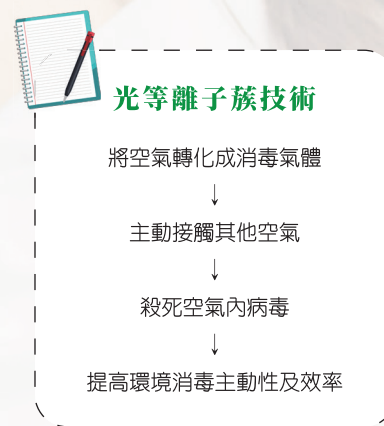 光等離子蔟技術
將空氣轉化成消毒氣體
↓
主動接觸其他空氣
↓
殺死空氣內病毒
↓
提高環境消毒主動性及效率